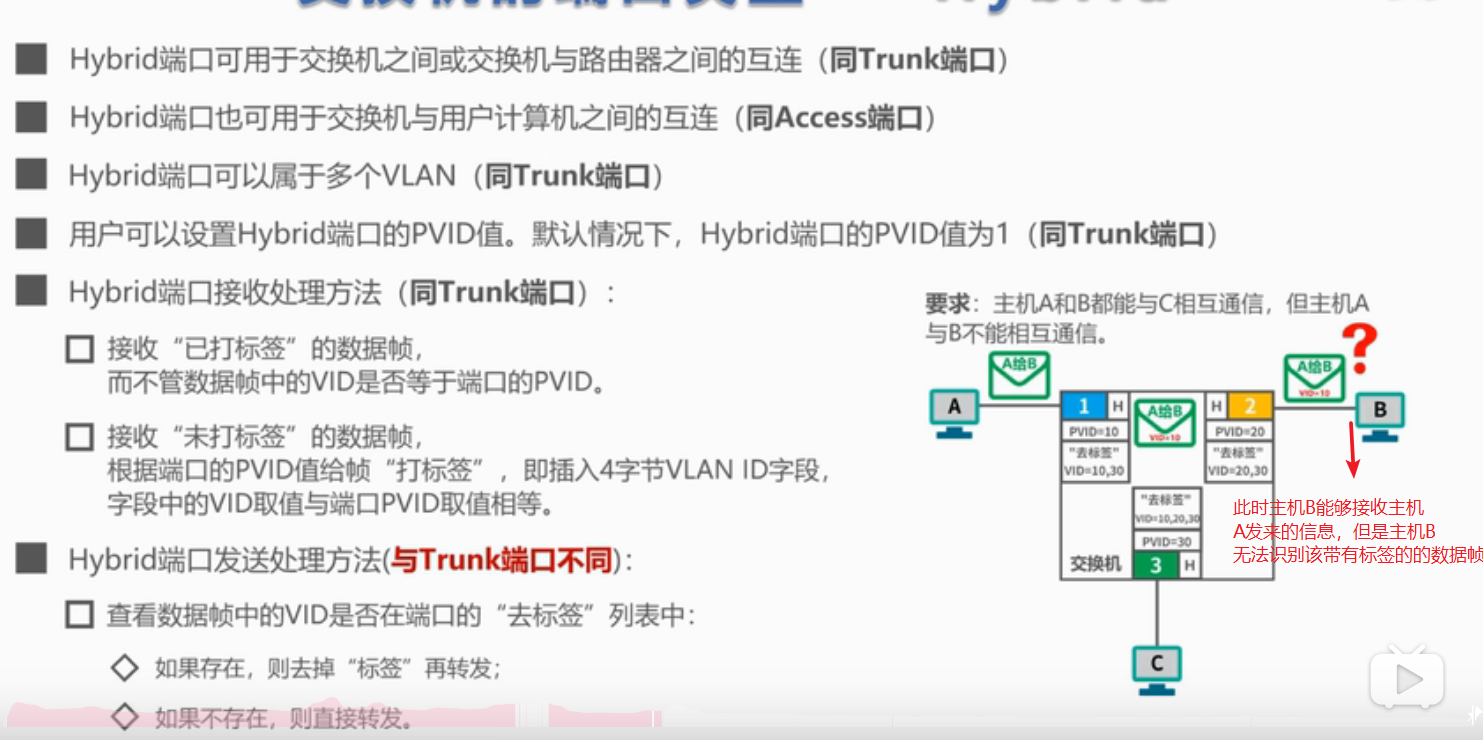 Hybrid端口可用于交换机之间或交换机与路由器之间的互连（同Trunk端口）
Hybrid端口也可用于交换机与用户计算机之间的互连（同Access端口）
Hybrid端口可以属于多个VLAN（同Trunk端口）
用户可以设置Hybrid端口的PVID值。默认情况下，Hybrid端口的PVID值为1（同Trunk端口）
Hybrid端口接收处理方法（同Trunk端口）：
接收“已打标签”的数据帧，
而不管数据帧中的VID是否等于端口的PVID。
接收“未打标签”的数据帧，
根据端口的PVID值给帧“打标签”，即插入4字节VLAN ID字段，
字段中的VID取值与端口PVID取值相等。
Hybrid端口发送处理方法(与Trunk端口不同)：
查看数据帧中的VID是否在端口的“去标签”列表中：
如果存在，则去掉“标签”再转发；
如果不存在，则直接转发。
要求：主机A和B都能与C相互通信，但主机A
与B不能相互通信。
A给B
A给B
VID=10
?
A
1
H
A给B
VID=10
H
2
B
PVID=10
PVID=20
"去标签"
VID=10,30
"去标签"
VID=20,30
"去标签"
VID=10,20,30
PVID=30
交换机
3
H
C
此时主机B能够接收主机
A发来的信息，但是主机B
无法识别该带有标签的的数据帧